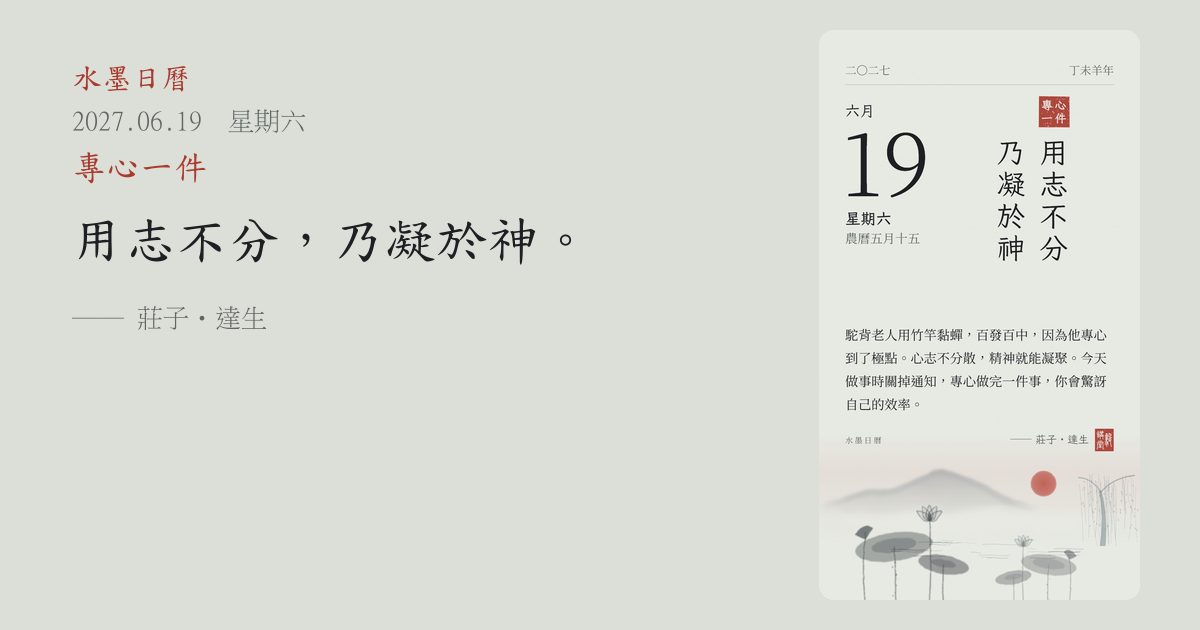 水墨日曆
2027.06.19 星期六
專心一件
用志不分，乃凝於神。
—— 莊子・達生
二〇二七
丁未羊年
六月
19
星期六
農曆五月十五
專心一件
用志不分
乃凝於神
駝背老人用竹竿黏蟬，百發百中，因為他專心
到了極點。心志不分散，精神就能凝聚。今天
做事時關掉通知，專心做完一件事，你會驚訝
自己的效率。
水墨日曆
—— 莊子・達生